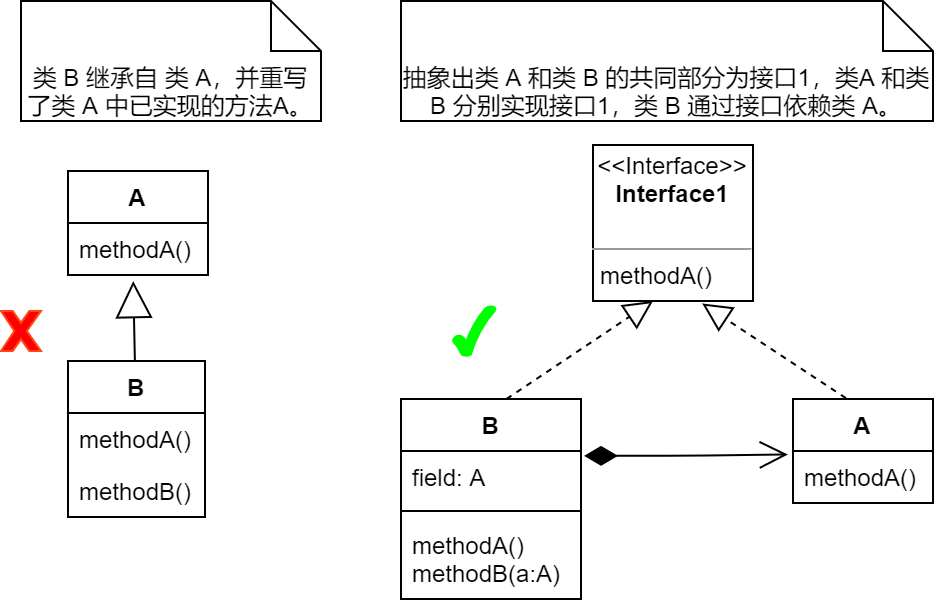 类 B 继承自 类 A，并重写
了类 A 中已实现的方法A。
抽象出类 A 和类 B 的共同部分为接口1，类A 和类
B 分别实现接口1，类 B 通过接口依赖类 A。
A
methodA()
B
methodA()
methodB()
<<Interface>>
Interface1
methodA()
B
field: A
methodA()
methodB(a:A)
A
methodA()